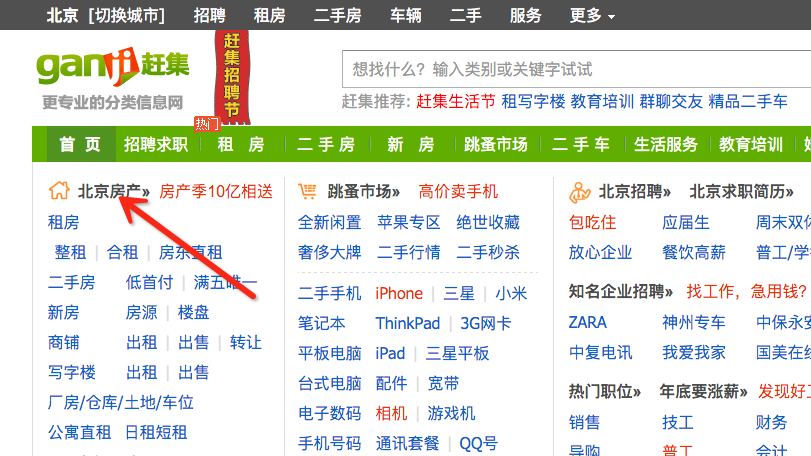 北京 [切换城市] 招聘 租房 二手房 车辆 二手 服务 更多
ganji 赶集
更专业的分类信息网
赶集招聘节
想找什么？输入类别或关键字试试
赶集推荐: 赶集生活节 租写字楼 教育培训 群聊交友 精品二手车
热门
首 页 招聘求职 租 房 二 手 房 新 房 跳蚤市场 二 手 车 生活服务 教育培训
北京房产» 房产季10亿相送
租房
整租 | 合租 | 房东直租
二手房 低首付 | 满五唯一
新房 房源 | 楼盘
商铺 出租 | 出售 | 转让
写字楼 出租 | 出售
厂房/仓库/土地/车位
公寓直租 日租短租
跳蚤市场» 高价卖手机
全新闲置 苹果专区 绝世收藏
奢侈大牌 二手行情 二手秒杀
二手手机 iPhone | 三星 | 小米
笔记本 ThinkPad | 3G网卡
平板电脑 iPad | 三星平板
台式电脑 配件 | 宽带
电子数码 相机 | 游戏机
手机号码 通讯套餐 | QQ号
北京招聘» 北京求职简历»
包吃住 应届生 周末双休
放心企业 餐饮高薪 普工/学
知名企业招聘» 找工作，急用钱？
ZARA 神州专车 中保永安
中复电讯 我爱我家 国美在线
热门职位» 年底要涨薪» 发现好工
销售 技工 财务
导购 普工 会计